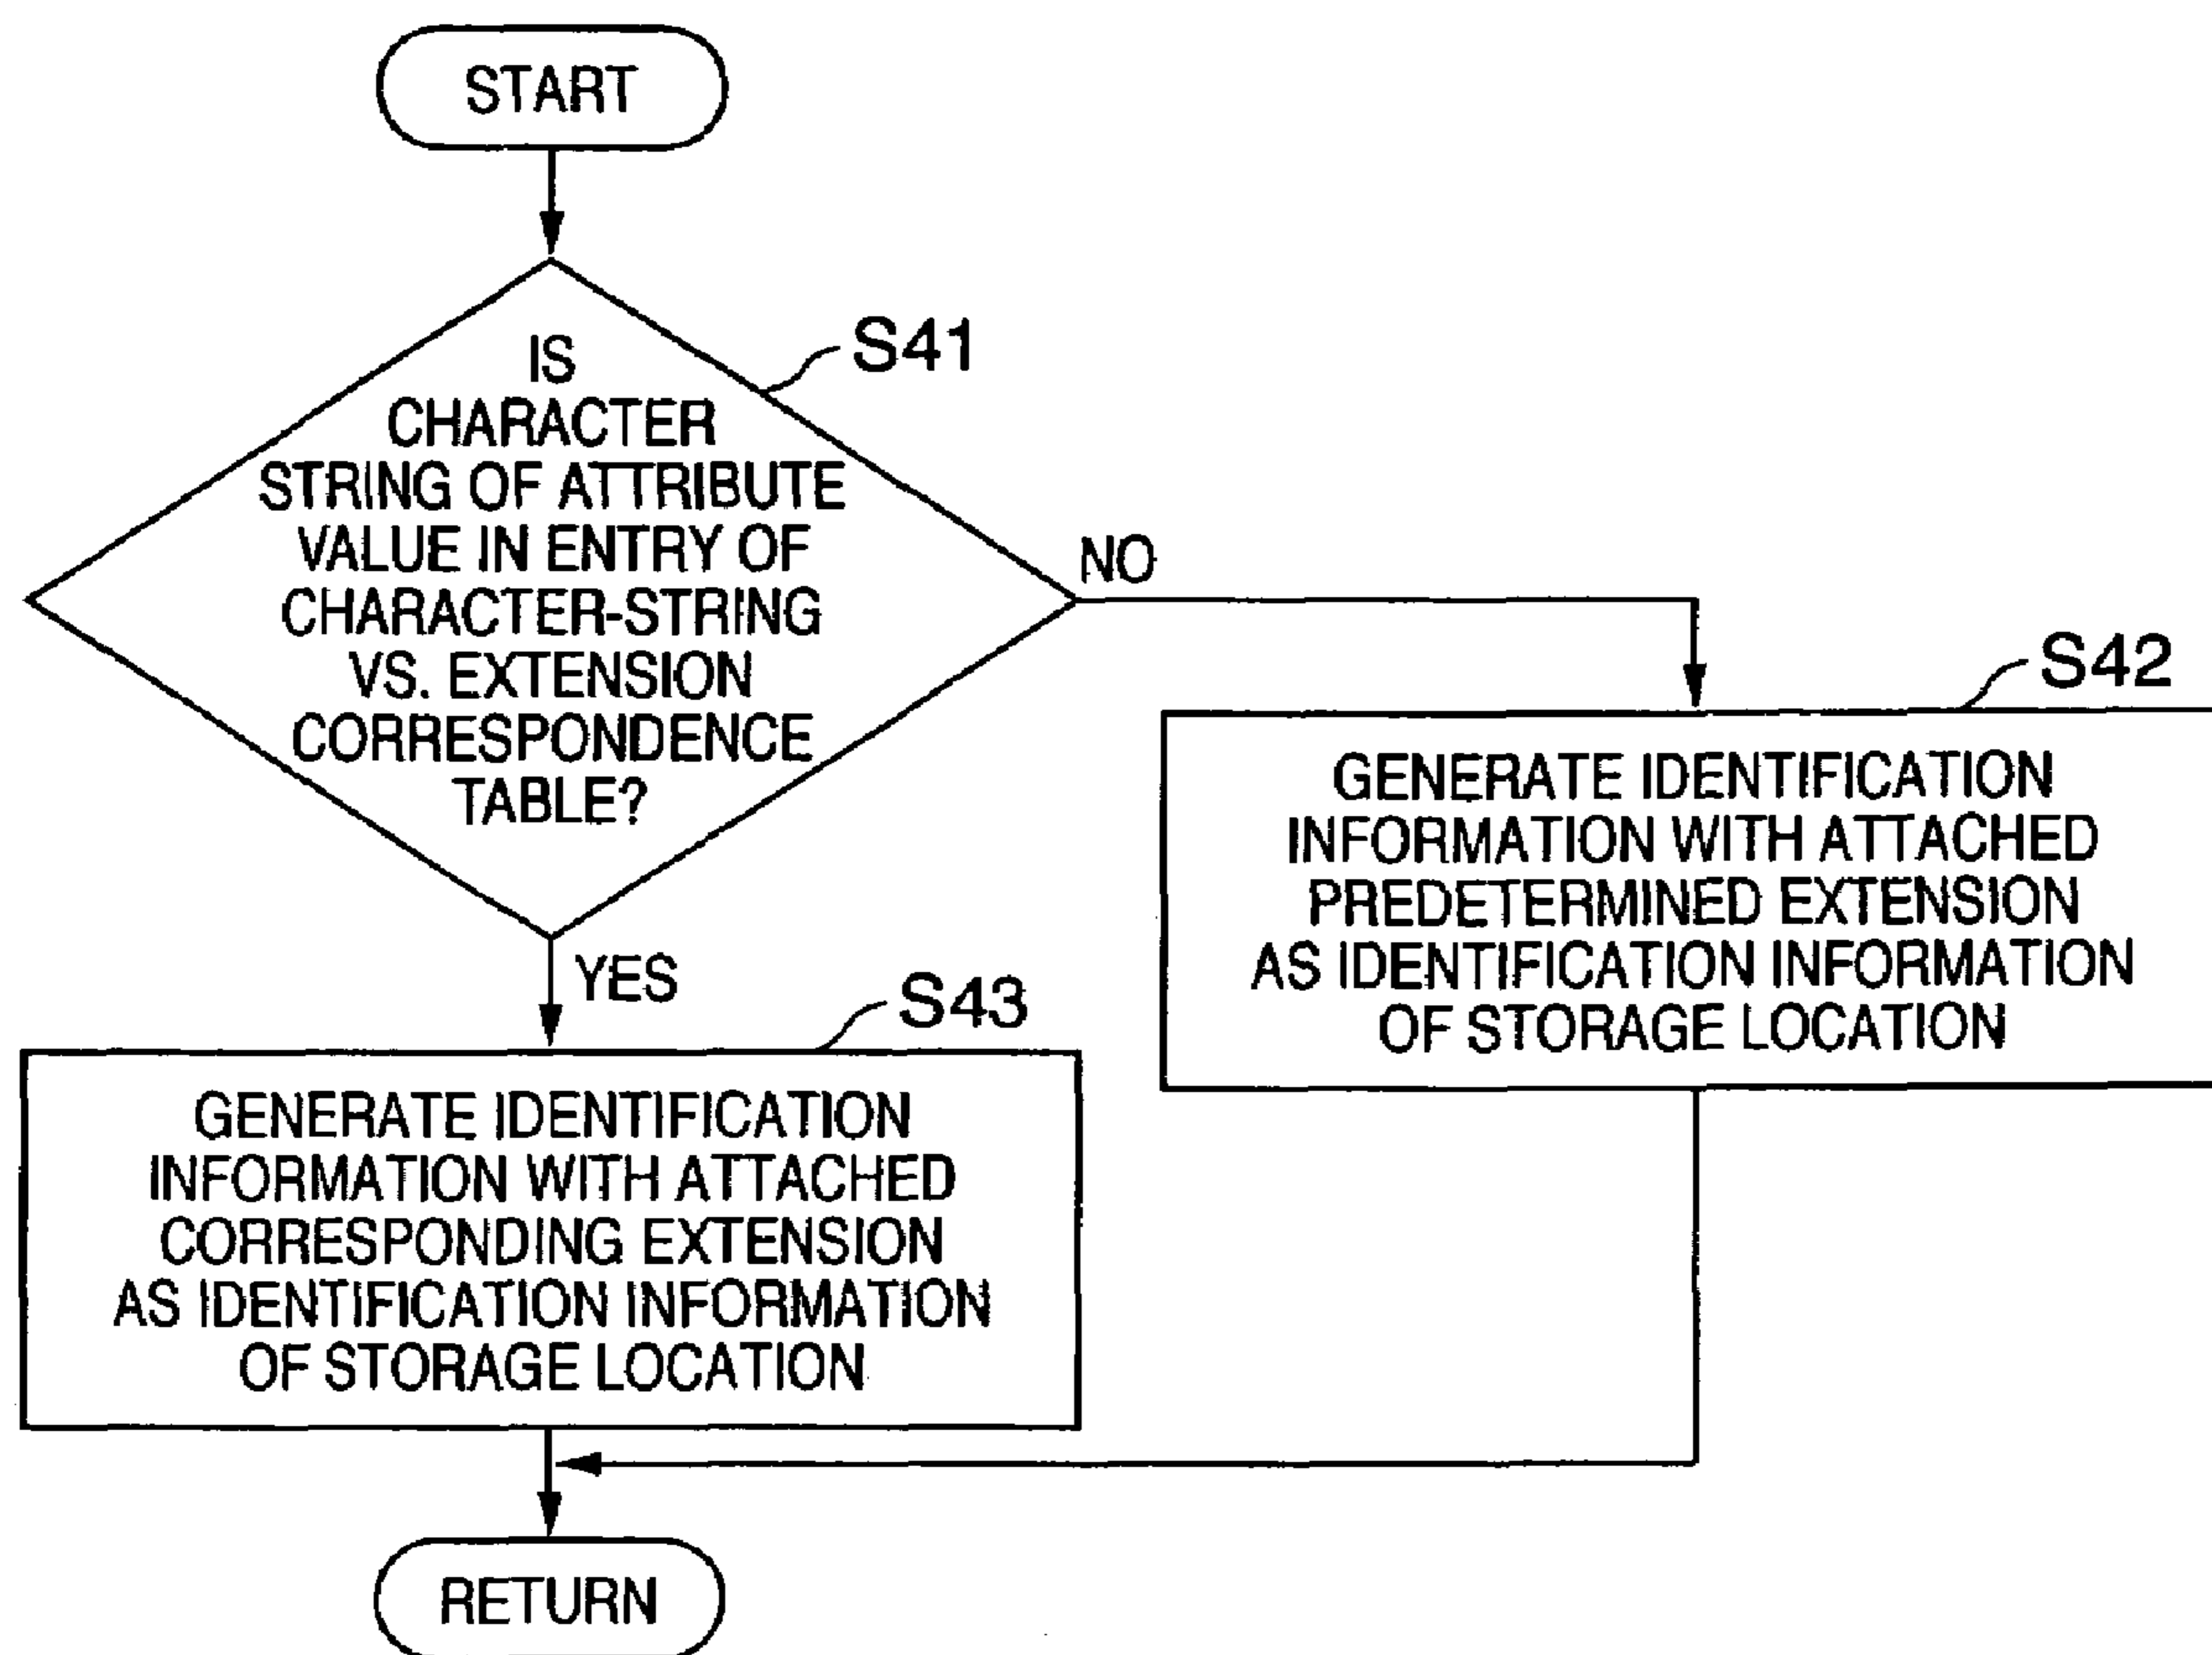 START
S41
IS
CHARACTER
STRING OF ATTRIBUTE
VALUE IN ENTRY OF
CHARACTER-STRING
VS. EXTENSION
CORRESPONDENCE
TABLE?
NO
S42
GENERATE IDENTIFICATION
INFORMATION WITH ATTACHED
PREDETERMINED EXTENSION
AS IDENTIFICATION INFORMATION
OF STORAGE LOCATION
YES
S43
GENERATE IDENTIFICATION
INFORMATION WITH ATTACHED
CORRESPONDING EXTENSION
AS IDENTIFICATION INFORMATION
OF STORAGE LOCATION
RETURN